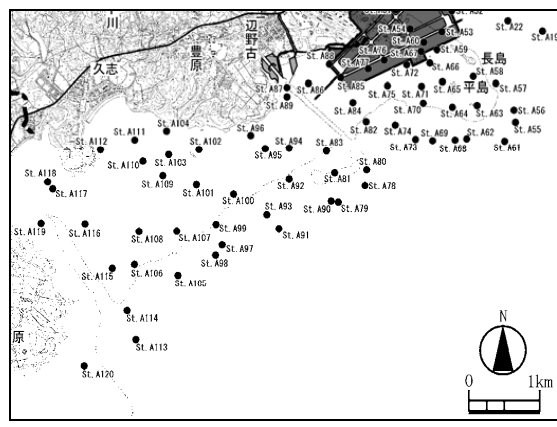 St. A22
St. A19
St. A53
St. A54
St. A60
St. A59
St. A67
St. A66
St. A76
St. A77
St. A72
St. A88
St. A58
St. A57
St. A65
St. A71
St. A75
St. A85
St. A86
St. A87
St. A89
長島
平島
辺野古
豊原
久志
川
St. A84
St. A70
St. A64
St. A63
St. A56
St. A55
St. A82
St. A74
St. A73
St. A69
St. A68
St. A62
St. A61
St. A96
St. A95
St. A94
St. A83
St. A104
St. A111
St. A112
St. A102
St. A103
St. A110
St. A109
St. A101
St. A100
St. A92
St. A81
St. A80
St. A78
St. A90
St. A79
St. A118
St. A117
St. A119
St. A116
St. A108
St. A107
St. A99
St. A93
St. A91
St. A97
St. A98
St. A115
St. A106
St. A105
St. A114
St. A113
St. A120
原
N
0
1km